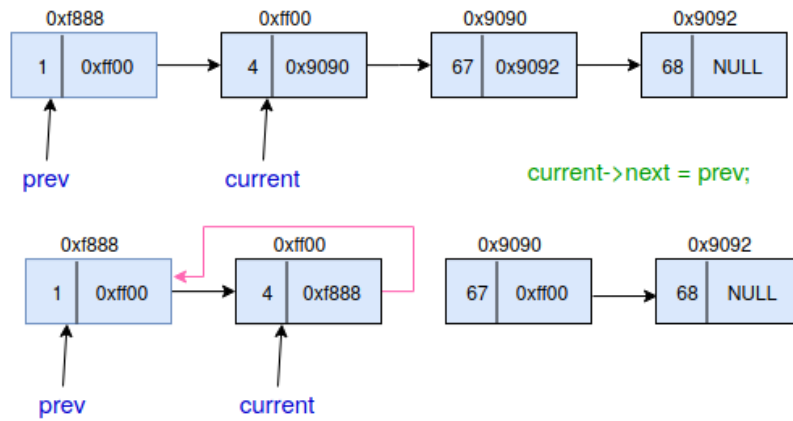 0xf888 0xff00 0x9090 0x9092
1 0xff00 4 0x9090 67 0x9092 68 NULL
prev current current->next = prev;
0xf888 0xff00 0x9090 0x9092
1 0xff00 4 0xf888 67 0xff00 68 NULL
prev current